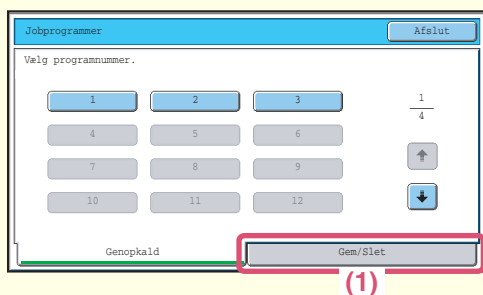 Jobprogrammer Afslut
Vælg programnummer.
1 2 3 1
4 5 6 4
7 8 9
10 11 12
Genopkald Gem/Slet
(1)